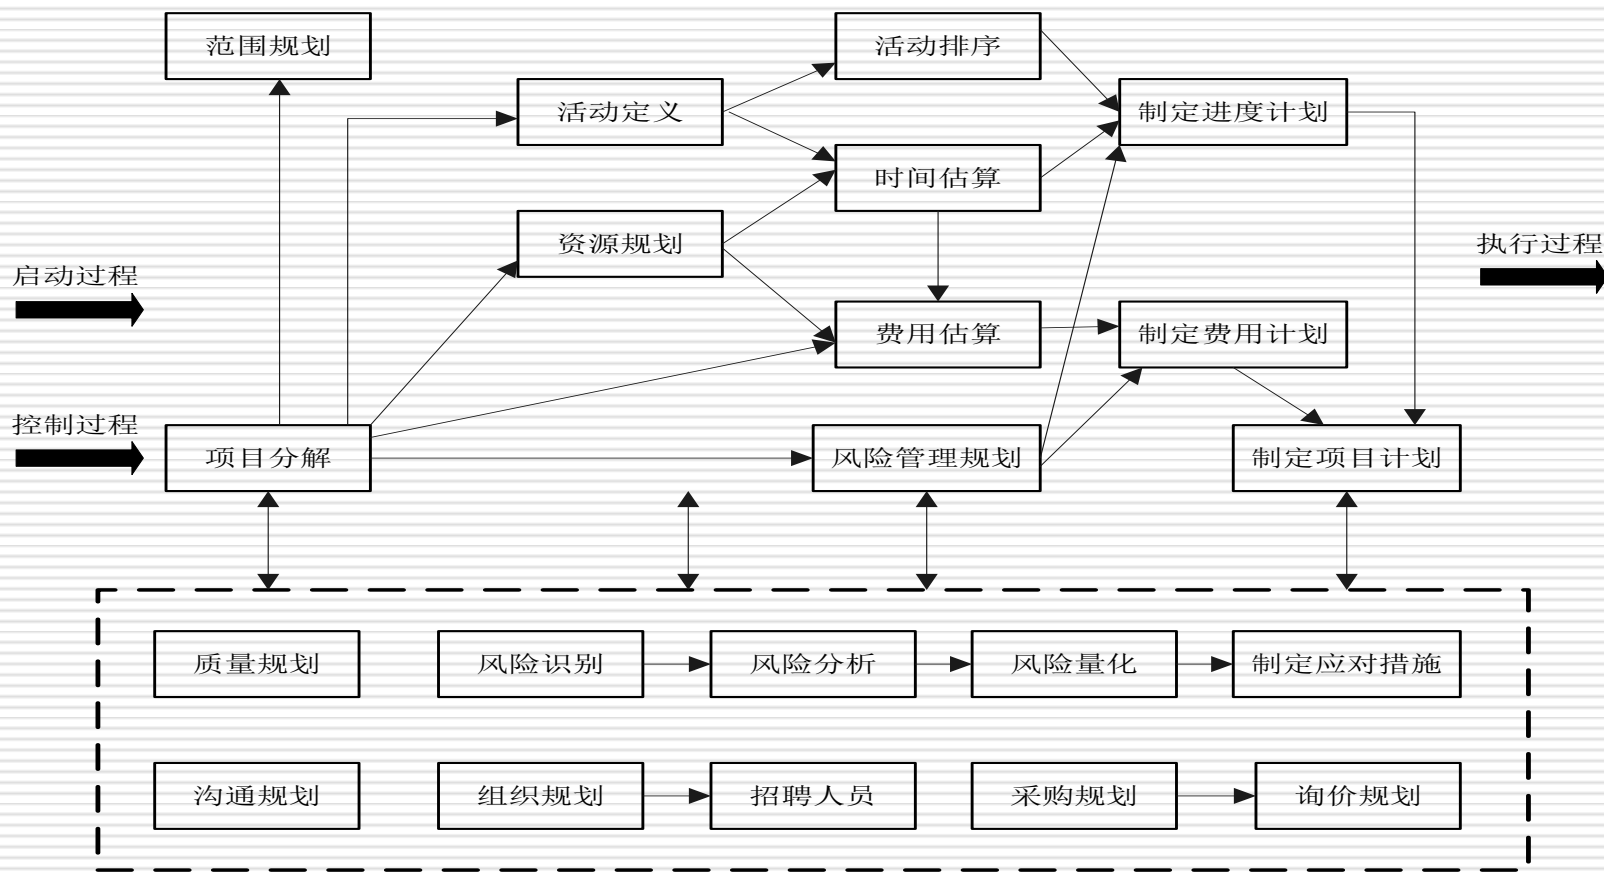 范围规划
活动排序
活动定义
制定进度计划
时间估算
资源规划
执行过程
启动过程
费用估算
制定费用计划
控制过程
项目分解
风险管理规划
制定项目计划
质量规划
风险识别
风险分析
风险量化
制定应对措施
沟通规划
组织规划
招聘人员
采购规划
询价规划